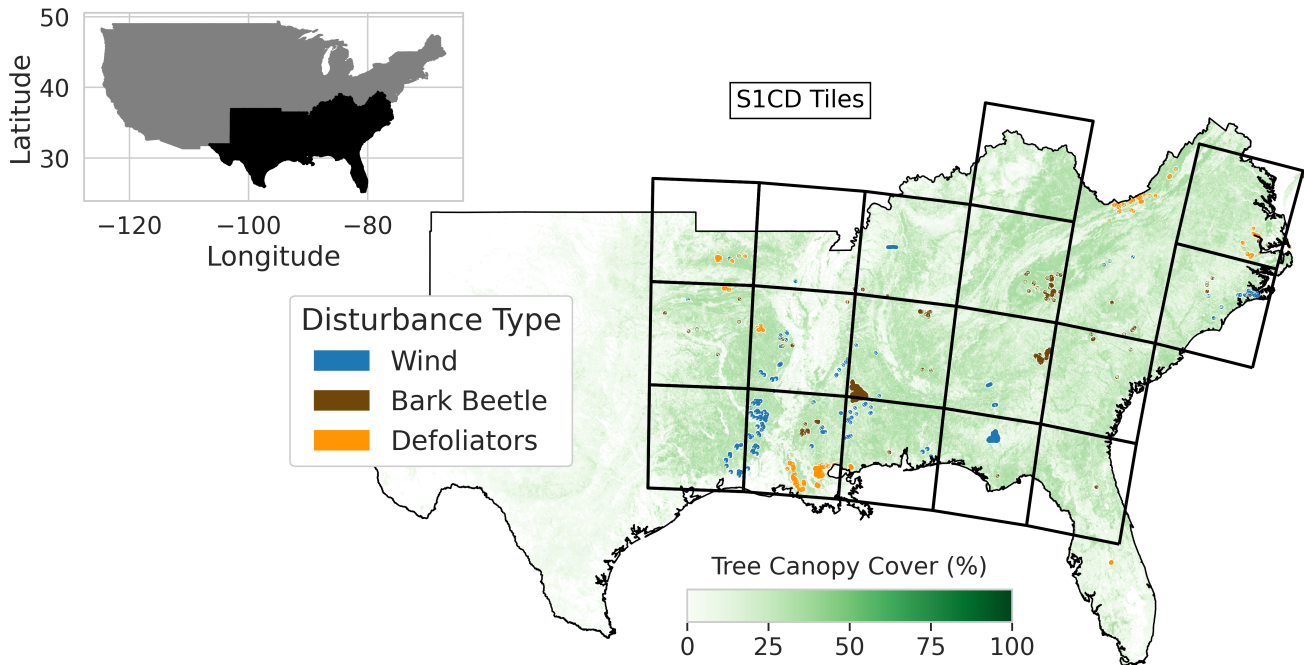 50
40
30
Latitude
−120
−100
−80
Longitude
S1CD Tiles
Disturbance Type
Wind
Bark Beetle
Defoliators
Tree Canopy Cover (%)
0
25
50
75
100